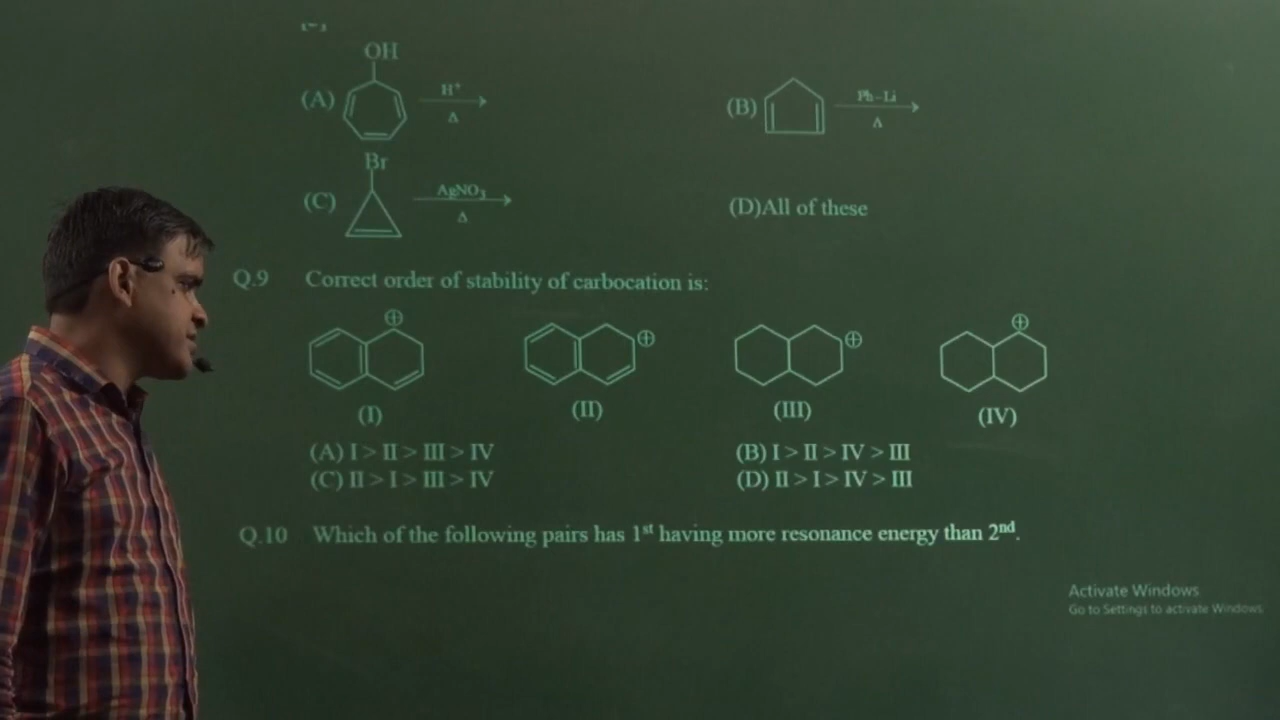 OH
(A) H⁺ Δ
(B) Ph–Li Δ
Br
(C) AgNO₃ Δ
(D)All of these
Q.9 Correct order of stability of carbocation is:
⊕ ⊕ ⊕ ⊕
(I) (II) (III) (IV)
(A) I > II > III > IV
(B) I > II > IV > III
(C) II > I > III > IV
(D) II > I > IV > III
Q.10 Which of the following pairs has 1st having more resonance energy than 2nd.
Activate Windows
Go to Settings to activate Windows.